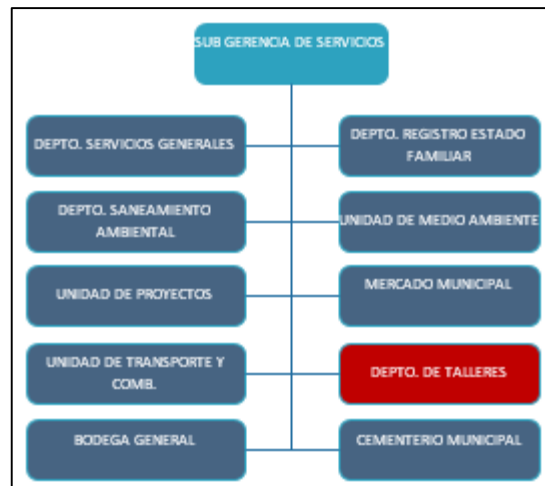 SUB GERENCIA DE SERVICIOS
DEPTO. SERVICIOS GENERALES
DEPTO. REGISTRO ESTADO
FAMILIAR
DEPTO. SANEAMIENTO
AMBIENTAL
UNIDAD DE MEDIO AMBIENTE
UNIDAD DE PROYECTOS
MERCADO MUNICIPAL
UNIDAD DE TRANSPORTE Y
COMB.
DEPTO. DE TALLERES
BODEGA GENERAL
CEMENTERIO MUNICIPAL